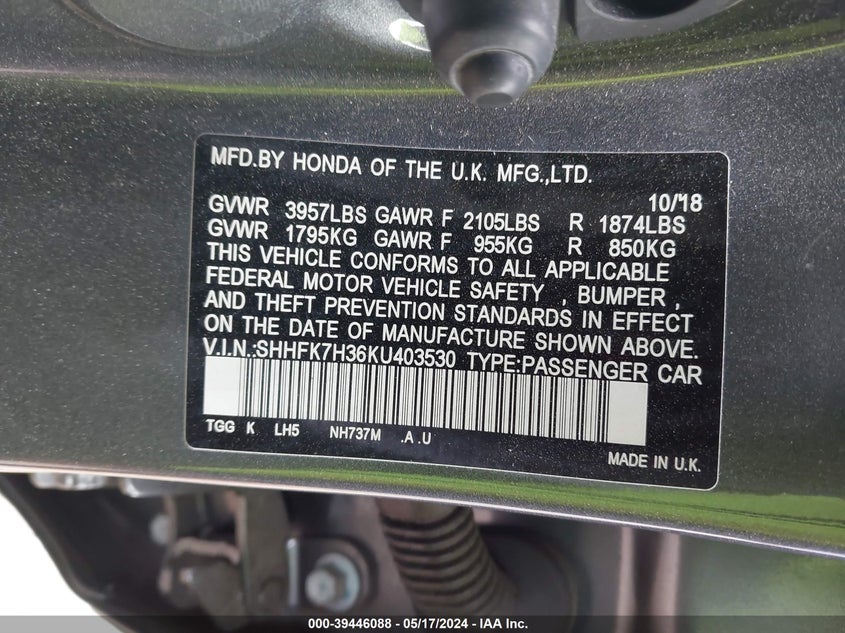 MFD.BY HONDA OF THE U.K. MFG.,LTD.
10/18
GVWR 3957LBS GAWR F 2105LBS R 1874LBS
GVWR 1795KG GAWR F 955KG R 850KG
THIS VEHICLE CONFORMS TO ALL APPLICABLE
FEDERAL MOTOR VEHICLE SAFETY , BUMPER ,
AND THEFT PREVENTION STANDARDS IN EFFECT
ON THE DATE OF MANUFACTURE SHOWN ABOVE.
V.I.N.:SHHFK7H36KU403530 TYPE:PASSENGER CAR
TGG K LH5 NH737M .A .U
MADE IN U.K.
000-39446088 — 05/17/2024 — IAA Inc.